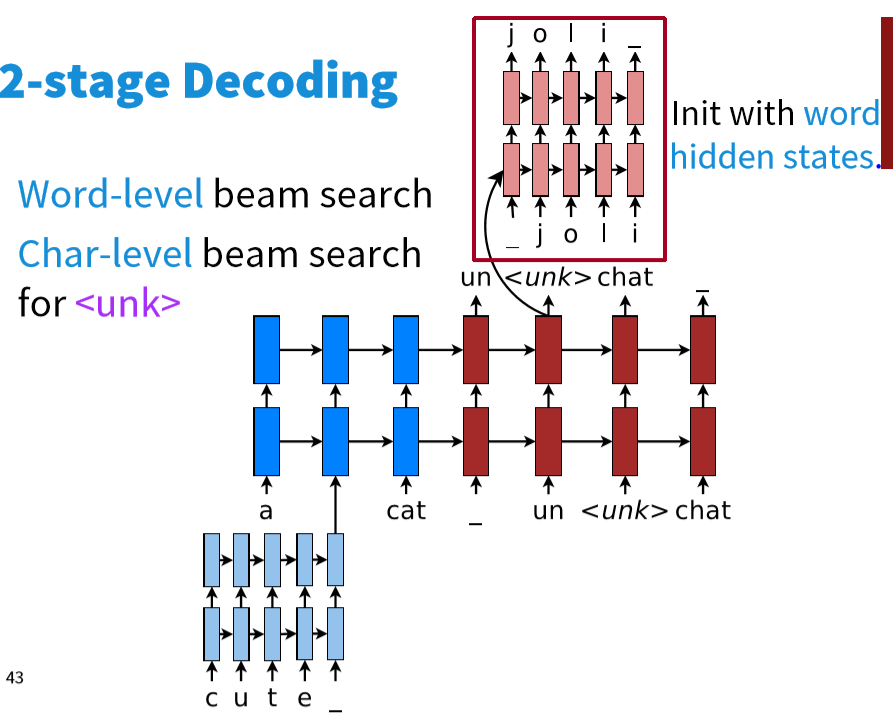 2-stage Decoding
Word-level beam search
Char-level beam search
for <unk>
j o l i _
Init with word
hidden states.
_ j o l i
un <unk> chat _
a cat _ un <unk> chat
c u t e _
43